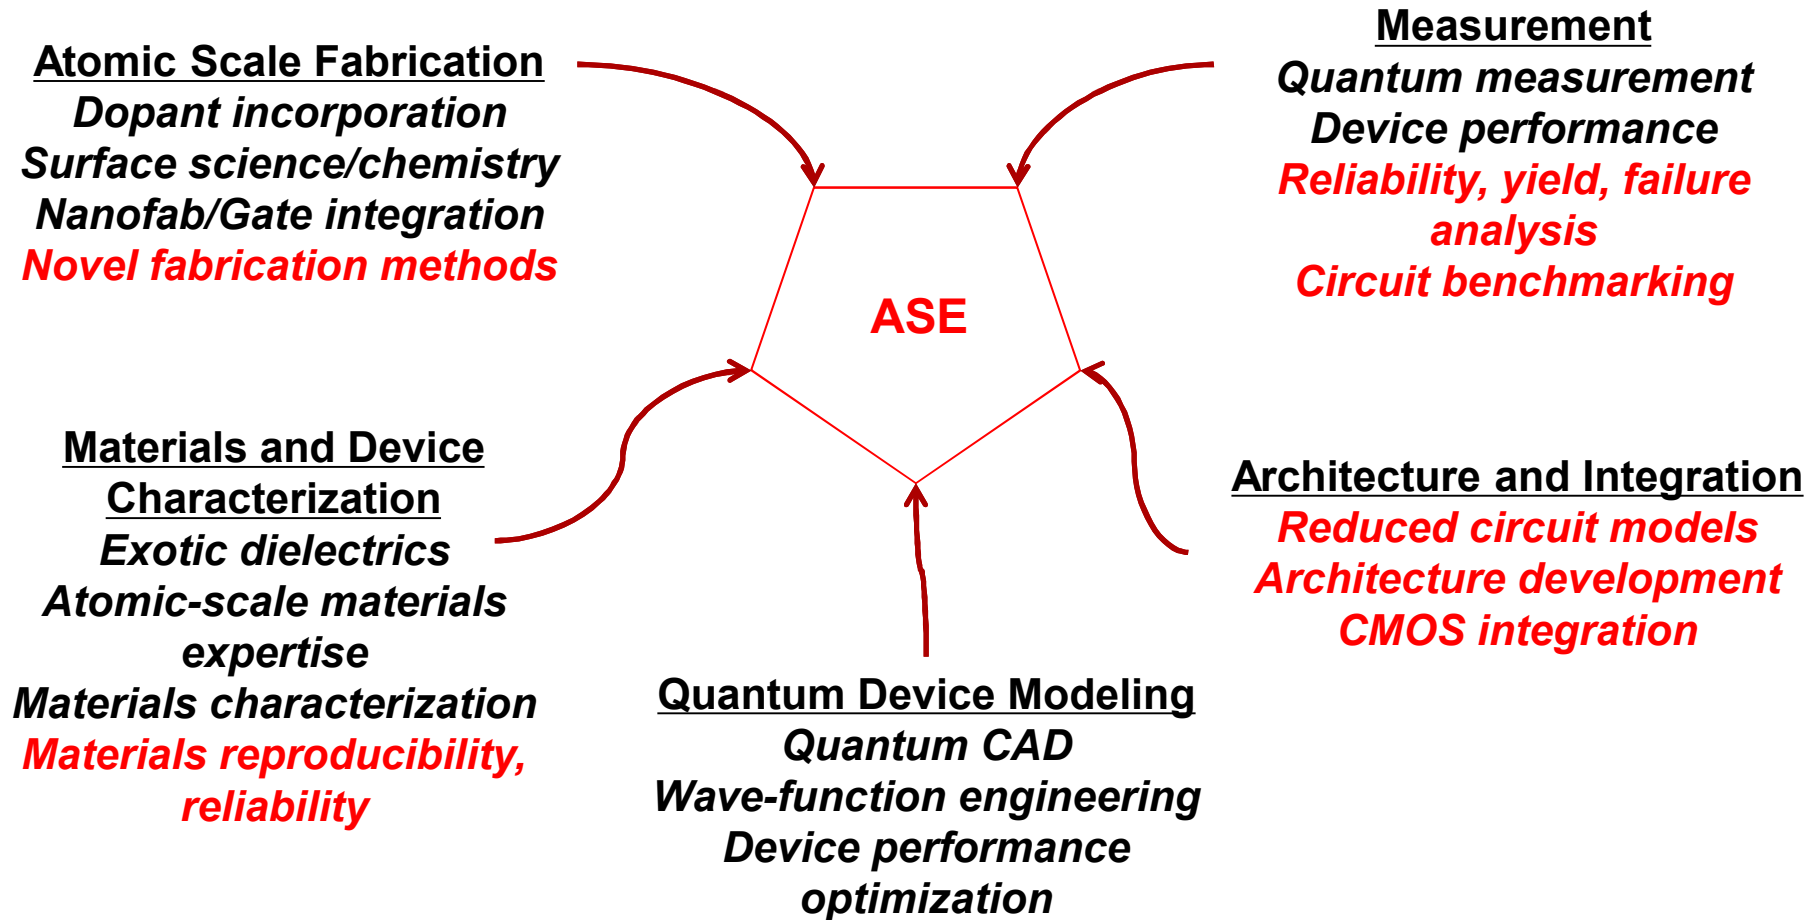 Atomic Scale Fabrication
Dopant incorporation
Surface science/chemistry
Nanofab/Gate integration
Novel fabrication methods
Measurement
Quantum measurement
Device performance
Reliability, yield, failure
analysis
Circuit benchmarking
ASE
Materials and Device
Characterization
Exotic dielectrics
Atomic-scale materials
expertise
Materials characterization
Materials reproducibility,
reliability
Quantum Device Modeling
Quantum CAD
Wave-function engineering
Device performance
optimization
Architecture and Integration
Reduced circuit models
Architecture development
CMOS integration